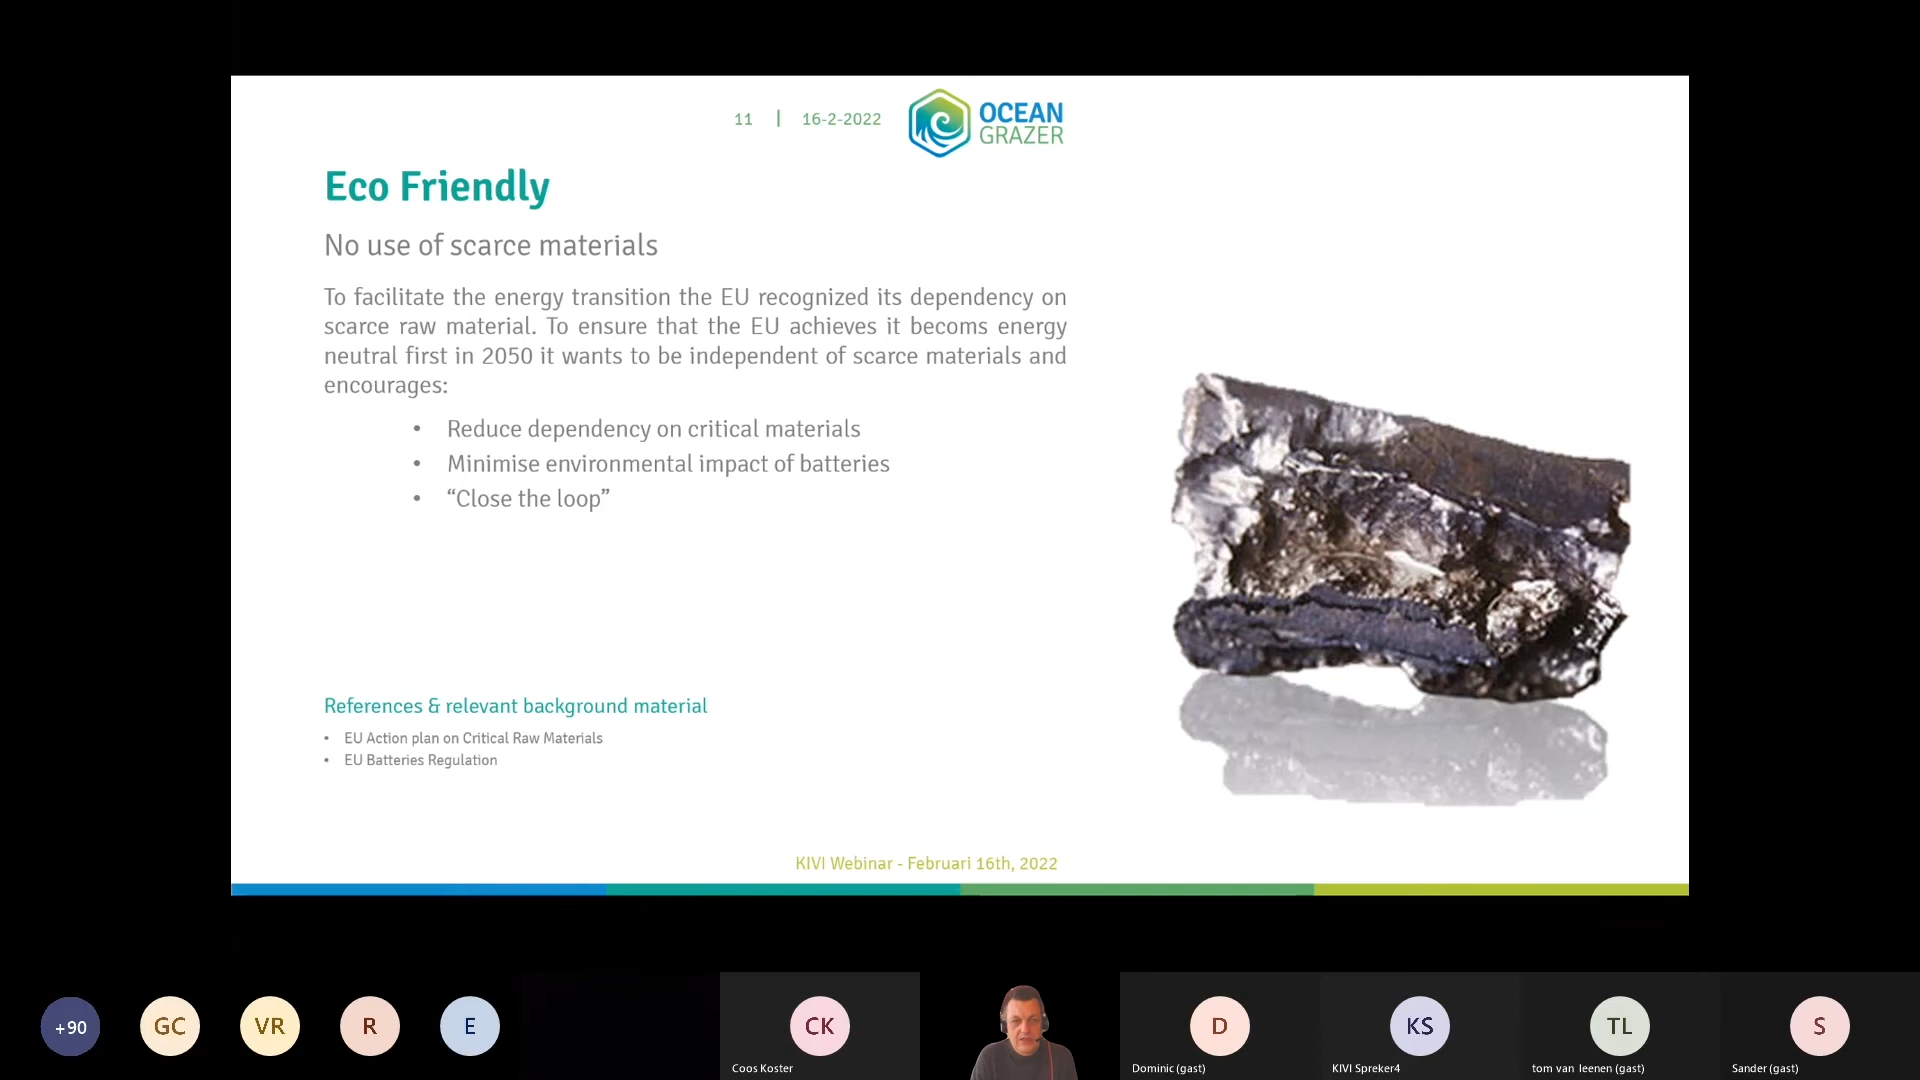 11 | 16-2-2022
OCEAN
GRAZER
Eco Friendly
No use of scarce materials
To facilitate the energy transition the EU recognized its dependency on
scarce raw material. To ensure that the EU achieves it becoms energy
neutral first in 2050 it wants to be independent of scarce materials and
encourages:
• Reduce dependency on critical materials
• Minimise environmental impact of batteries
• “Close the loop”
References & relevant background material
• EU Action plan on Critical Raw Materials
• EU Batteries Regulation
KIVI Webinar - Februari 16th, 2022
+90
GC
VR
R
E
CK
Coos Koster
D
Dominic (gast)
KS
KIVI Spreker4
TL
tom van leenen (gast)
S
Sander (gast)